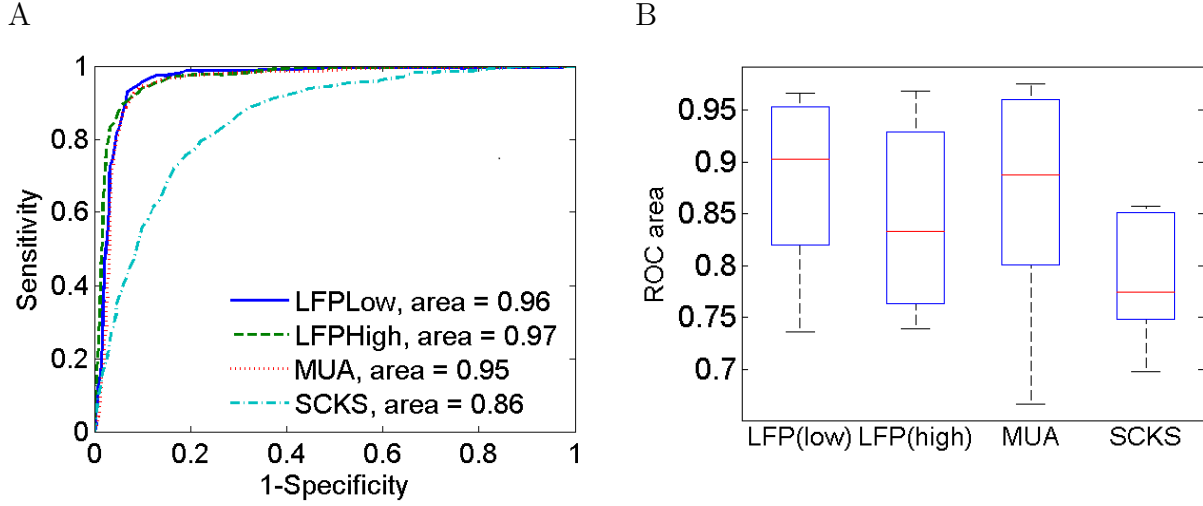 A
1
0.8
0.6
0.4
0.2
0
Sensitivity
LFPLow, area = 0.96
LFPHigh, area = 0.97
MUA, area = 0.95
SCKS, area = 0.86
0 0.2 0.4 0.6 0.8 1
1-Specificity
B
0.95
0.9
0.85
0.8
0.75
0.7
ROC area
LFP(low) LFP(high) MUA SCKS